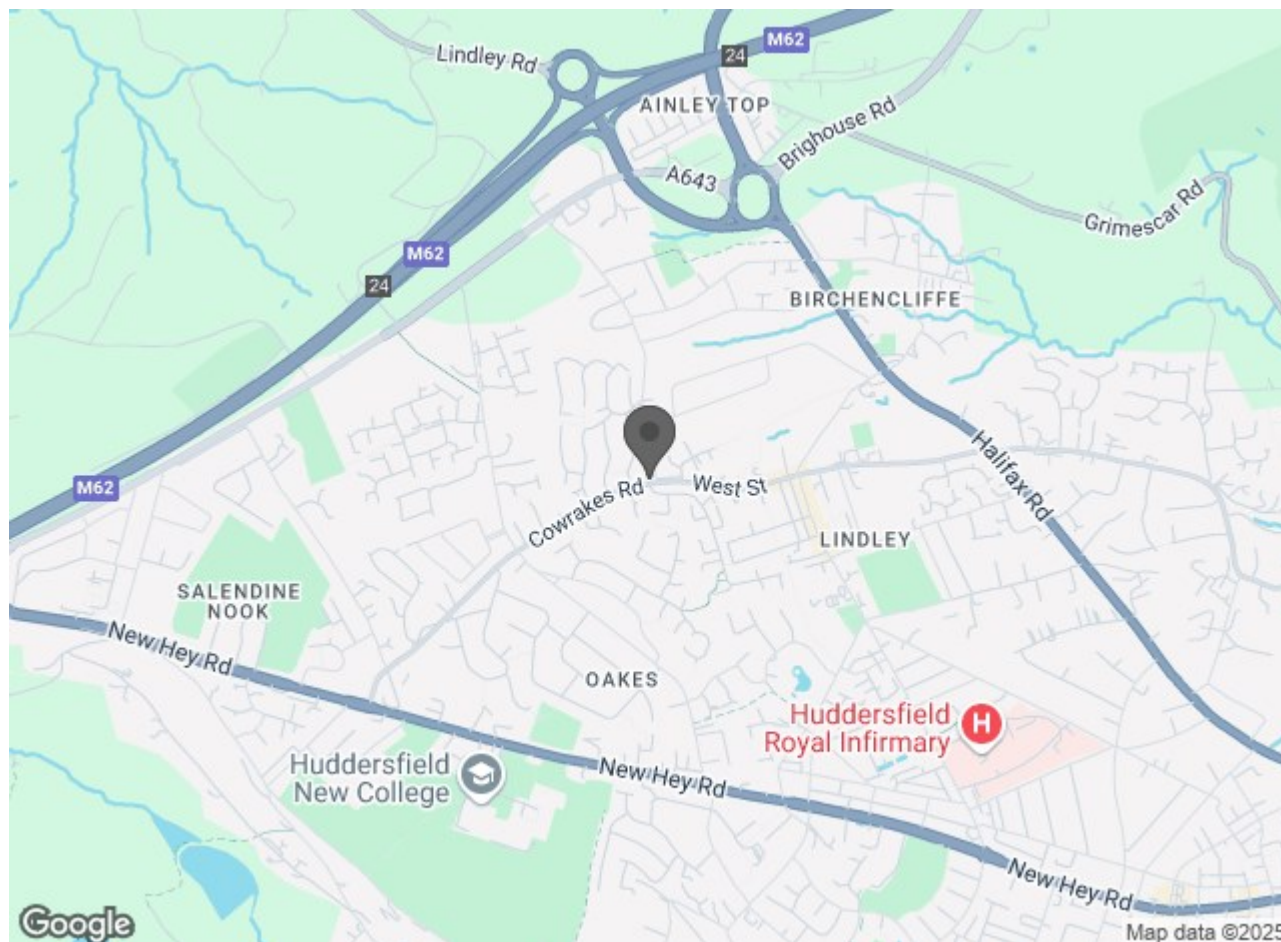 M62
24
Lindley Rd
AINLEY TOP
Brighouse Rd
A643
Grimescar Rd
M62
24
BIRCHENCLIFFE
Halifax Rd
M62
Cowrakes Rd
West St
LINDLEY
SALENDINE
NOOK
New Hey Rd
OAKES
Huddersfield
Royal Infirmary
H
Huddersfield
New College
New Hey Rd
New Hey Rd
Google
Map data ©2025